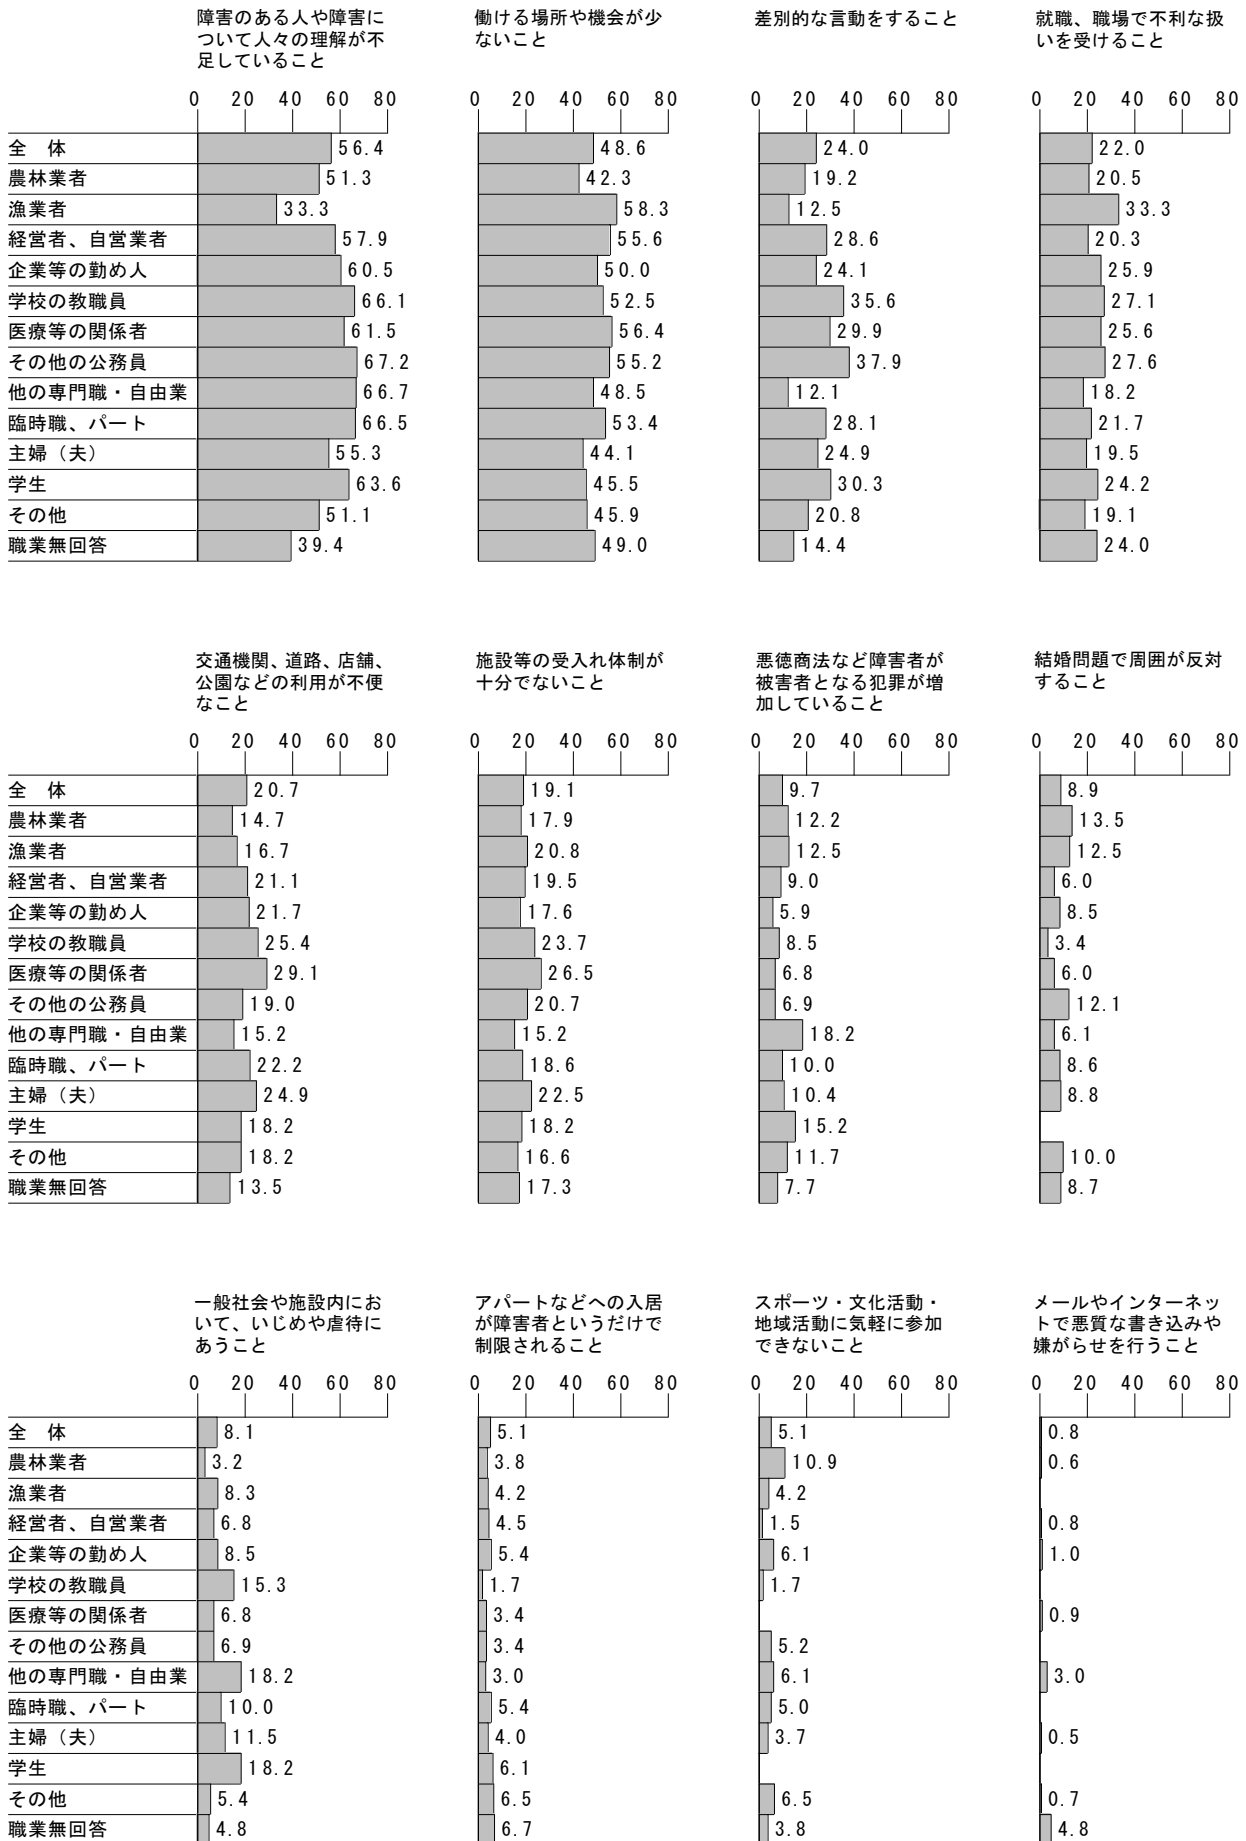 障害のある人や障害に
ついて人々の理解が不
足していること
働ける場所や機会が少
ないこと
差別的な言動をすること
就職、職場で不利な扱
いを受けること
0 20 40 60 80 0 20 40 60 80 0 20 40 60 80 0 20 40 60 80
全 体 56.4 48.6 24.0 22.0
農林業者 51.3 42.3 19.2 20.5
漁業者 33.3 58.3 12.5 33.3
経営者、自営業者 57.9 55.6 28.6 20.3
企業等の勤め人 60.5 50.0 24.1 25.9
学校の教職員 66.1 52.5 35.6 27.1
医療等の関係者 61.5 56.4 29.9 25.6
その他の公務員 67.2 55.2 37.9 27.6
他の専門職・自由業 66.7 48.5 12.1 18.2
臨時職、パート 66.5 53.4 28.1 21.7
主婦（夫） 55.3 44.1 24.9 19.5
学生 63.6 45.5 30.3 24.2
その他 51.1 45.9 20.8 19.1
職業無回答 39.4 49.0 14.4 24.0
交通機関、道路、店舗、
公園などの利用が不便
なこと
施設等の受入れ体制が
十分でないこと
悪徳商法など障害者が
被害者となる犯罪が増
加していること
結婚問題で周囲が反対
すること
0 20 40 60 80 0 20 40 60 80 0 20 40 60 80 0 20 40 60 80
全 体 20.7 19.1 9.7 8.9
農林業者 14.7 17.9 12.2 13.5
漁業者 16.7 20.8 12.5 12.5
経営者、自営業者 21.1 19.5 9.0 6.0
企業等の勤め人 21.7 17.6 5.9 8.5
学校の教職員 25.4 23.7 8.5 3.4
医療等の関係者 29.1 26.5 6.8 6.0
その他の公務員 19.0 20.7 6.9 12.1
他の専門職・自由業 15.2 15.2 18.2 6.1
臨時職、パート 22.2 18.6 10.0 8.6
主婦（夫） 24.9 22.5 10.4 8.8
学生 18.2 18.2 15.2
その他 18.2 16.6 11.7 10.0
職業無回答 13.5 17.3 7.7 8.7
一般社会や施設内にお
いて、いじめや虐待に
あうこと
アパートなどへの入居
が障害者というだけで
制限されること
スポーツ・文化活動・
地域活動に気軽に参加
できないこと
メールやインターネッ
トで悪質な書き込みや
嫌がらせを行うこと
0 20 40 60 80 0 20 40 60 80 0 20 40 60 80 0 20 40 60 80
全 体 8.1 5.1 5.1 0.8
農林業者 3.2 3.8 10.9 0.6
漁業者 8.3 4.2 4.2
経営者、自営業者 6.8 4.5 1.5 0.8
企業等の勤め人 8.5 5.4 6.1 1.0
学校の教職員 15.3 1.7 1.7
医療等の関係者 6.8 3.4 0.9
その他の公務員 6.9 3.4 5.2
他の専門職・自由業 18.2 3.0 6.1 3.0
臨時職、パート 10.0 5.4 5.0
主婦（夫） 11.5 4.0 3.7 0.5
学生 18.2 6.1
その他 5.4 6.5 6.5 0.7
職業無回答 4.8 6.7 3.8 4.8